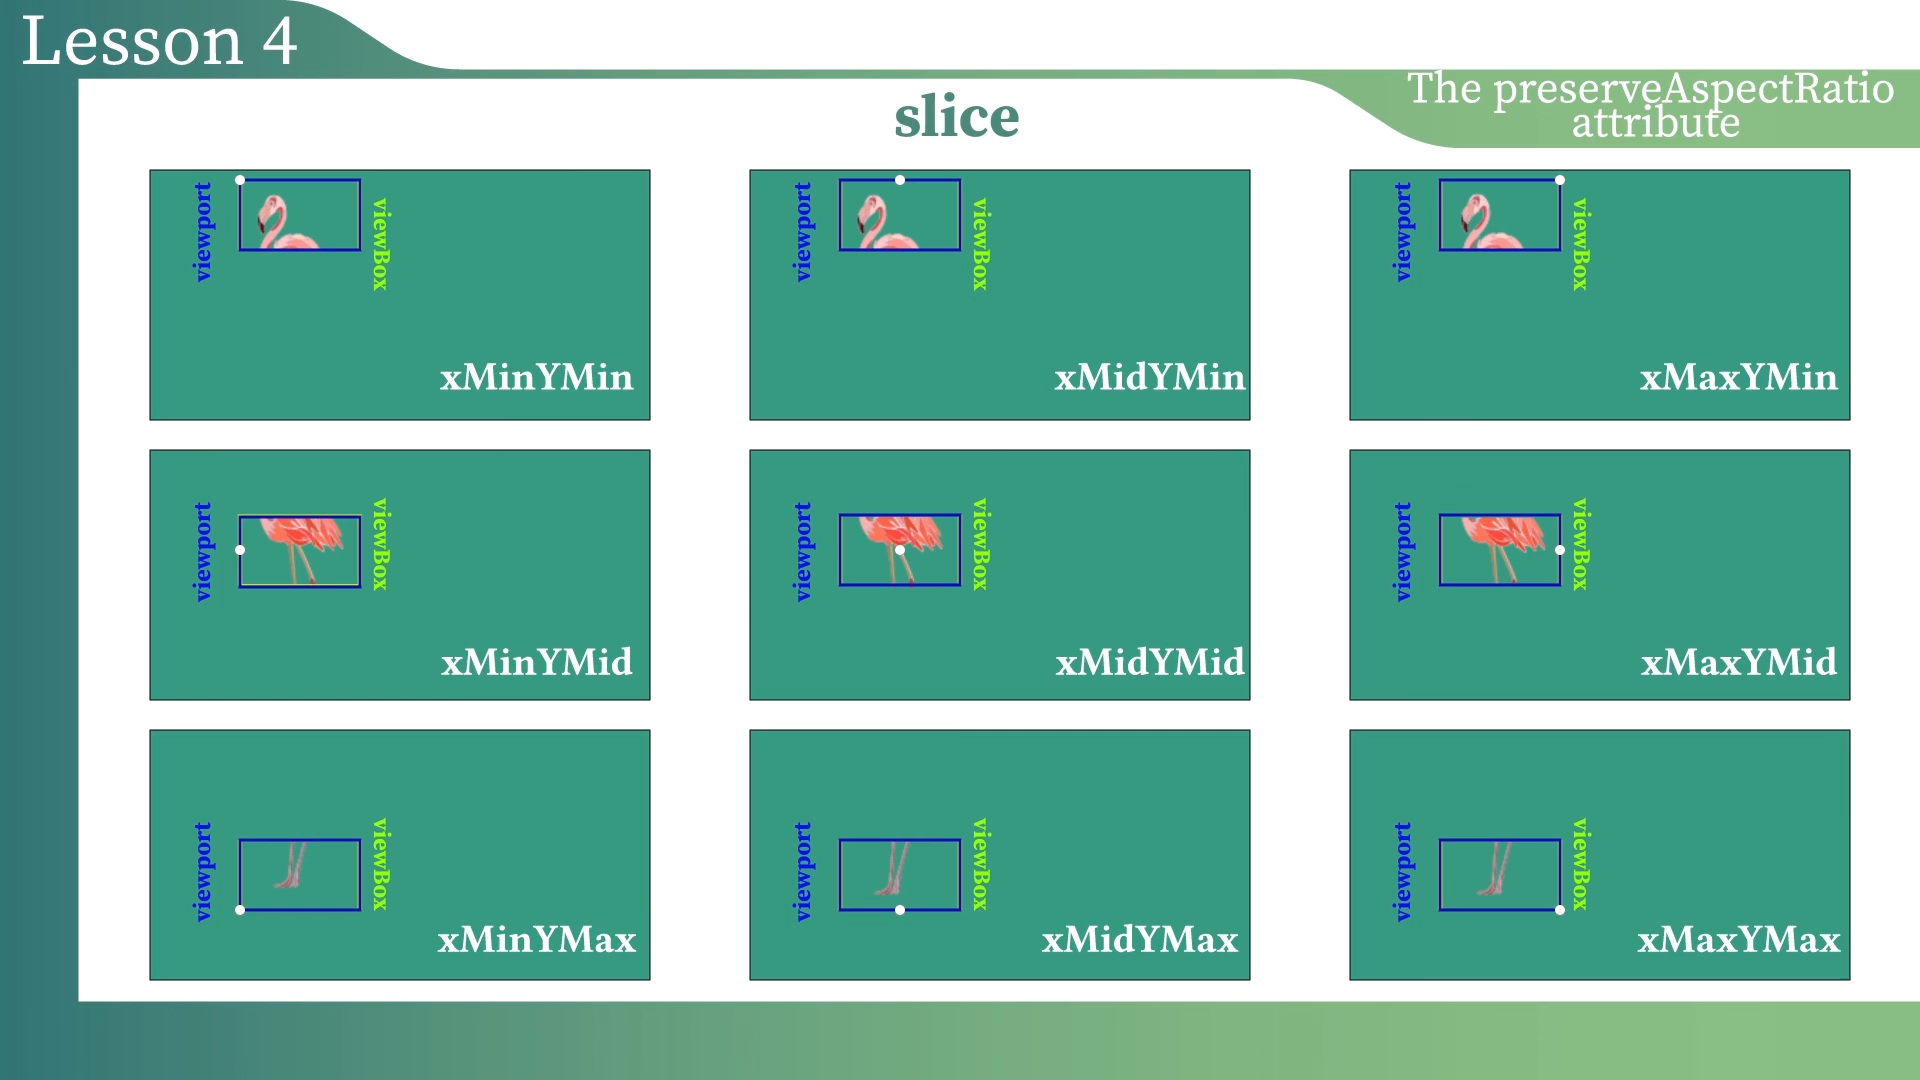 Lesson 4
The preserveAspectRatio
attribute
slice
viewport
viewBox
xMinYMin
viewport
viewBox
xMidYMin
viewport
viewBox
xMaxYMin
viewport
viewBox
xMinYMid
viewport
viewBox
xMidYMid
viewport
viewBox
xMaxYMid
viewport
viewBox
xMinYMax
viewport
viewBox
xMidYMax
viewport
viewBox
xMaxYMax